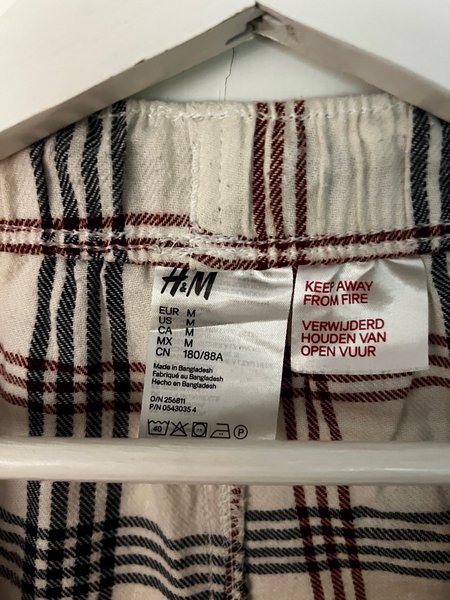 H&M
EUR M
US M
CA M
MX M
CN 180/88A
Made in Bangladesh
Fabriqué au Bangladesh
Hecho en Bangladesh
O/N 256811
P/N 0543035 4
40 P
KEEP AWAY
FROM FIRE
VERWIJDERD
HOUDEN VAN
OPEN VUUR